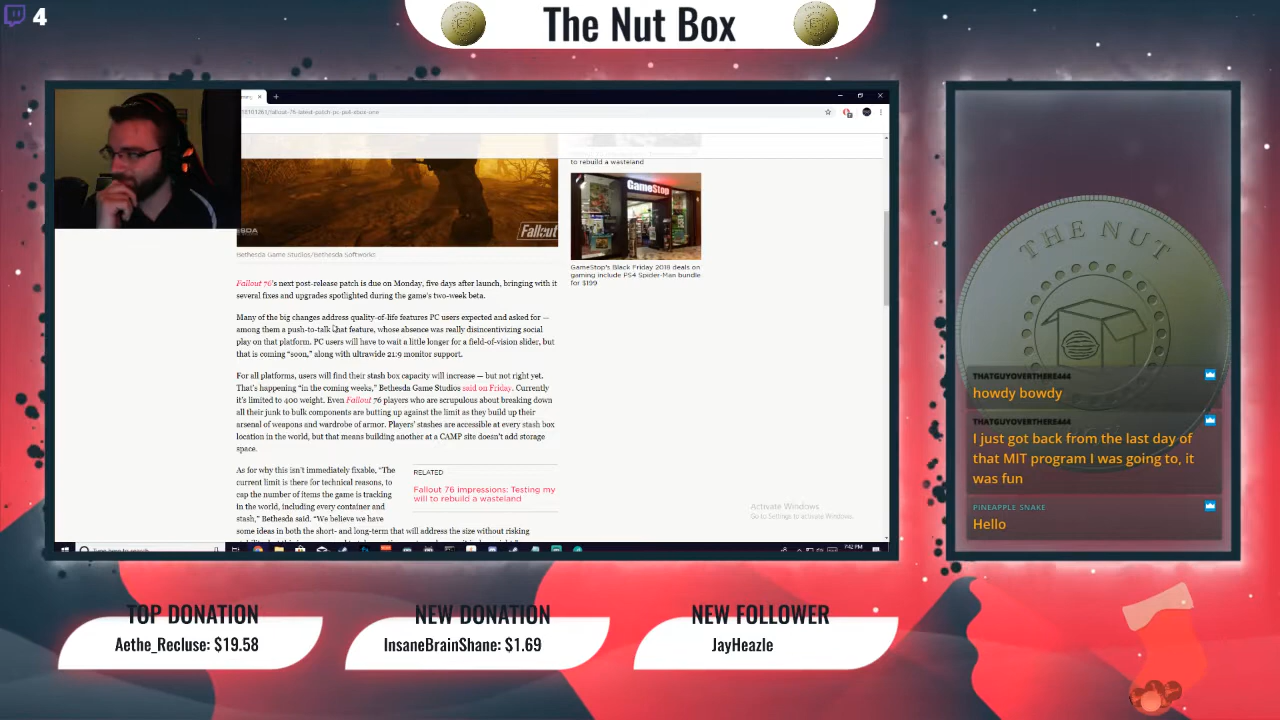 4
The Nut Box
to rebuild a wasteland
GameStop
Fallout
Bethesda Game Studios/Bethesda Softworks
GameStop's Black Friday 2018 deals on
gaming include PS4 Spider-Man bundle
for $199
Fallout 76's next post-release patch is due on Monday, five days after launch, bringing with it
several fixes and upgrades spotlighted during the game's two-week beta.
Many of the big changes address quality-of-life features PC users expected and asked for —
among them a push-to-talk chat feature, whose absence was really disincentivizing social
play on that platform. PC users will have to wait a little longer for a field-of-vision slider, but
that is coming “soon,” along with ultrawide 21:9 monitor support.
For all platforms, users will find their stash box capacity will increase — but not right yet.
That's happening “in the coming weeks,” Bethesda Game Studios said on Friday. Currently
it's limited to 400 weight. Even Fallout 76 players who are scrupulous about breaking down
all their junk to bulk components are butting up against the limit as they build up their
arsenal of weapons and wardrobe of armor. Players' stashes are accessible at every stash box
location in the world, but that means building another at a CAMP site doesn't add storage
space.
As for why this isn't immediately fixable, “The
current limit is there for technical reasons, to
cap the number of items the game is tracking
in the world, including every container and
stash,” Bethesda said. “We believe we have
some ideas in both the short- and long-term that will address the size without risking
RELATED
Fallout 76 impressions: Testing my
will to rebuild a wasteland
Activate Windows
Go to Settings to activate Windows.
7:42 PM
THE NUT
THATGUYOVERTHERE444
howdy bowdy
THATGUYOVERTHERE444
I just got back from the last day of
that MIT program I was going to, it
was fun
PINEAPPLE_SNAKE
Hello
TOP DONATION
Aethe_Recluse: $19.58
NEW DONATION
InsaneBrainShane: $1.69
NEW FOLLOWER
JayHeazle